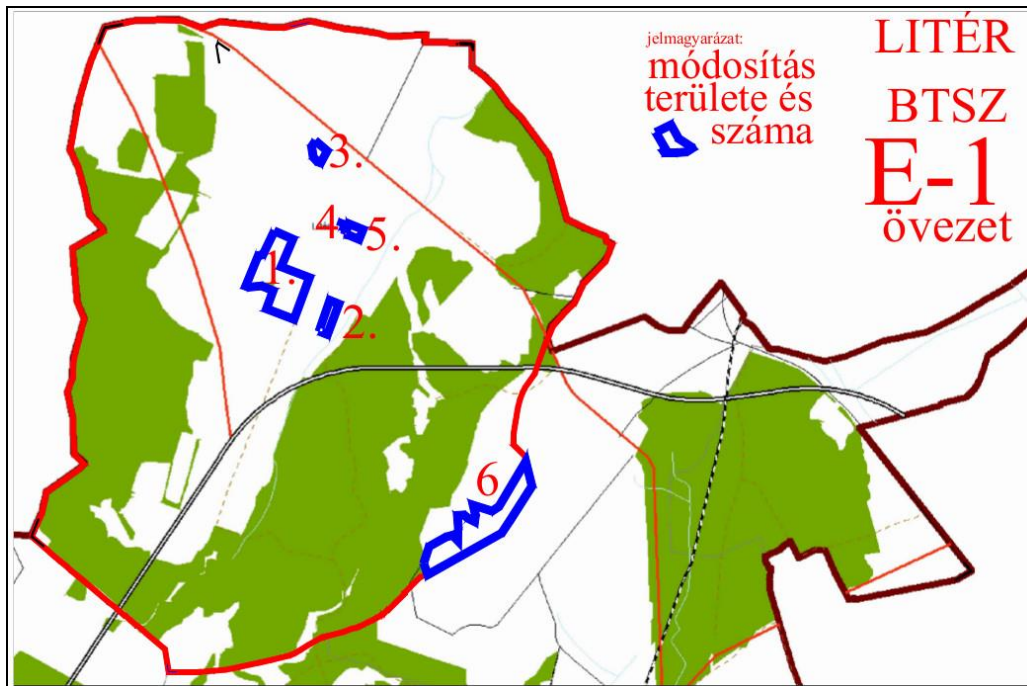 LITÉR
BTSZ
E-1
övezet
jelmagyarázat:
módosítás
területe és
száma
3.
4
5.
1.
2.
6